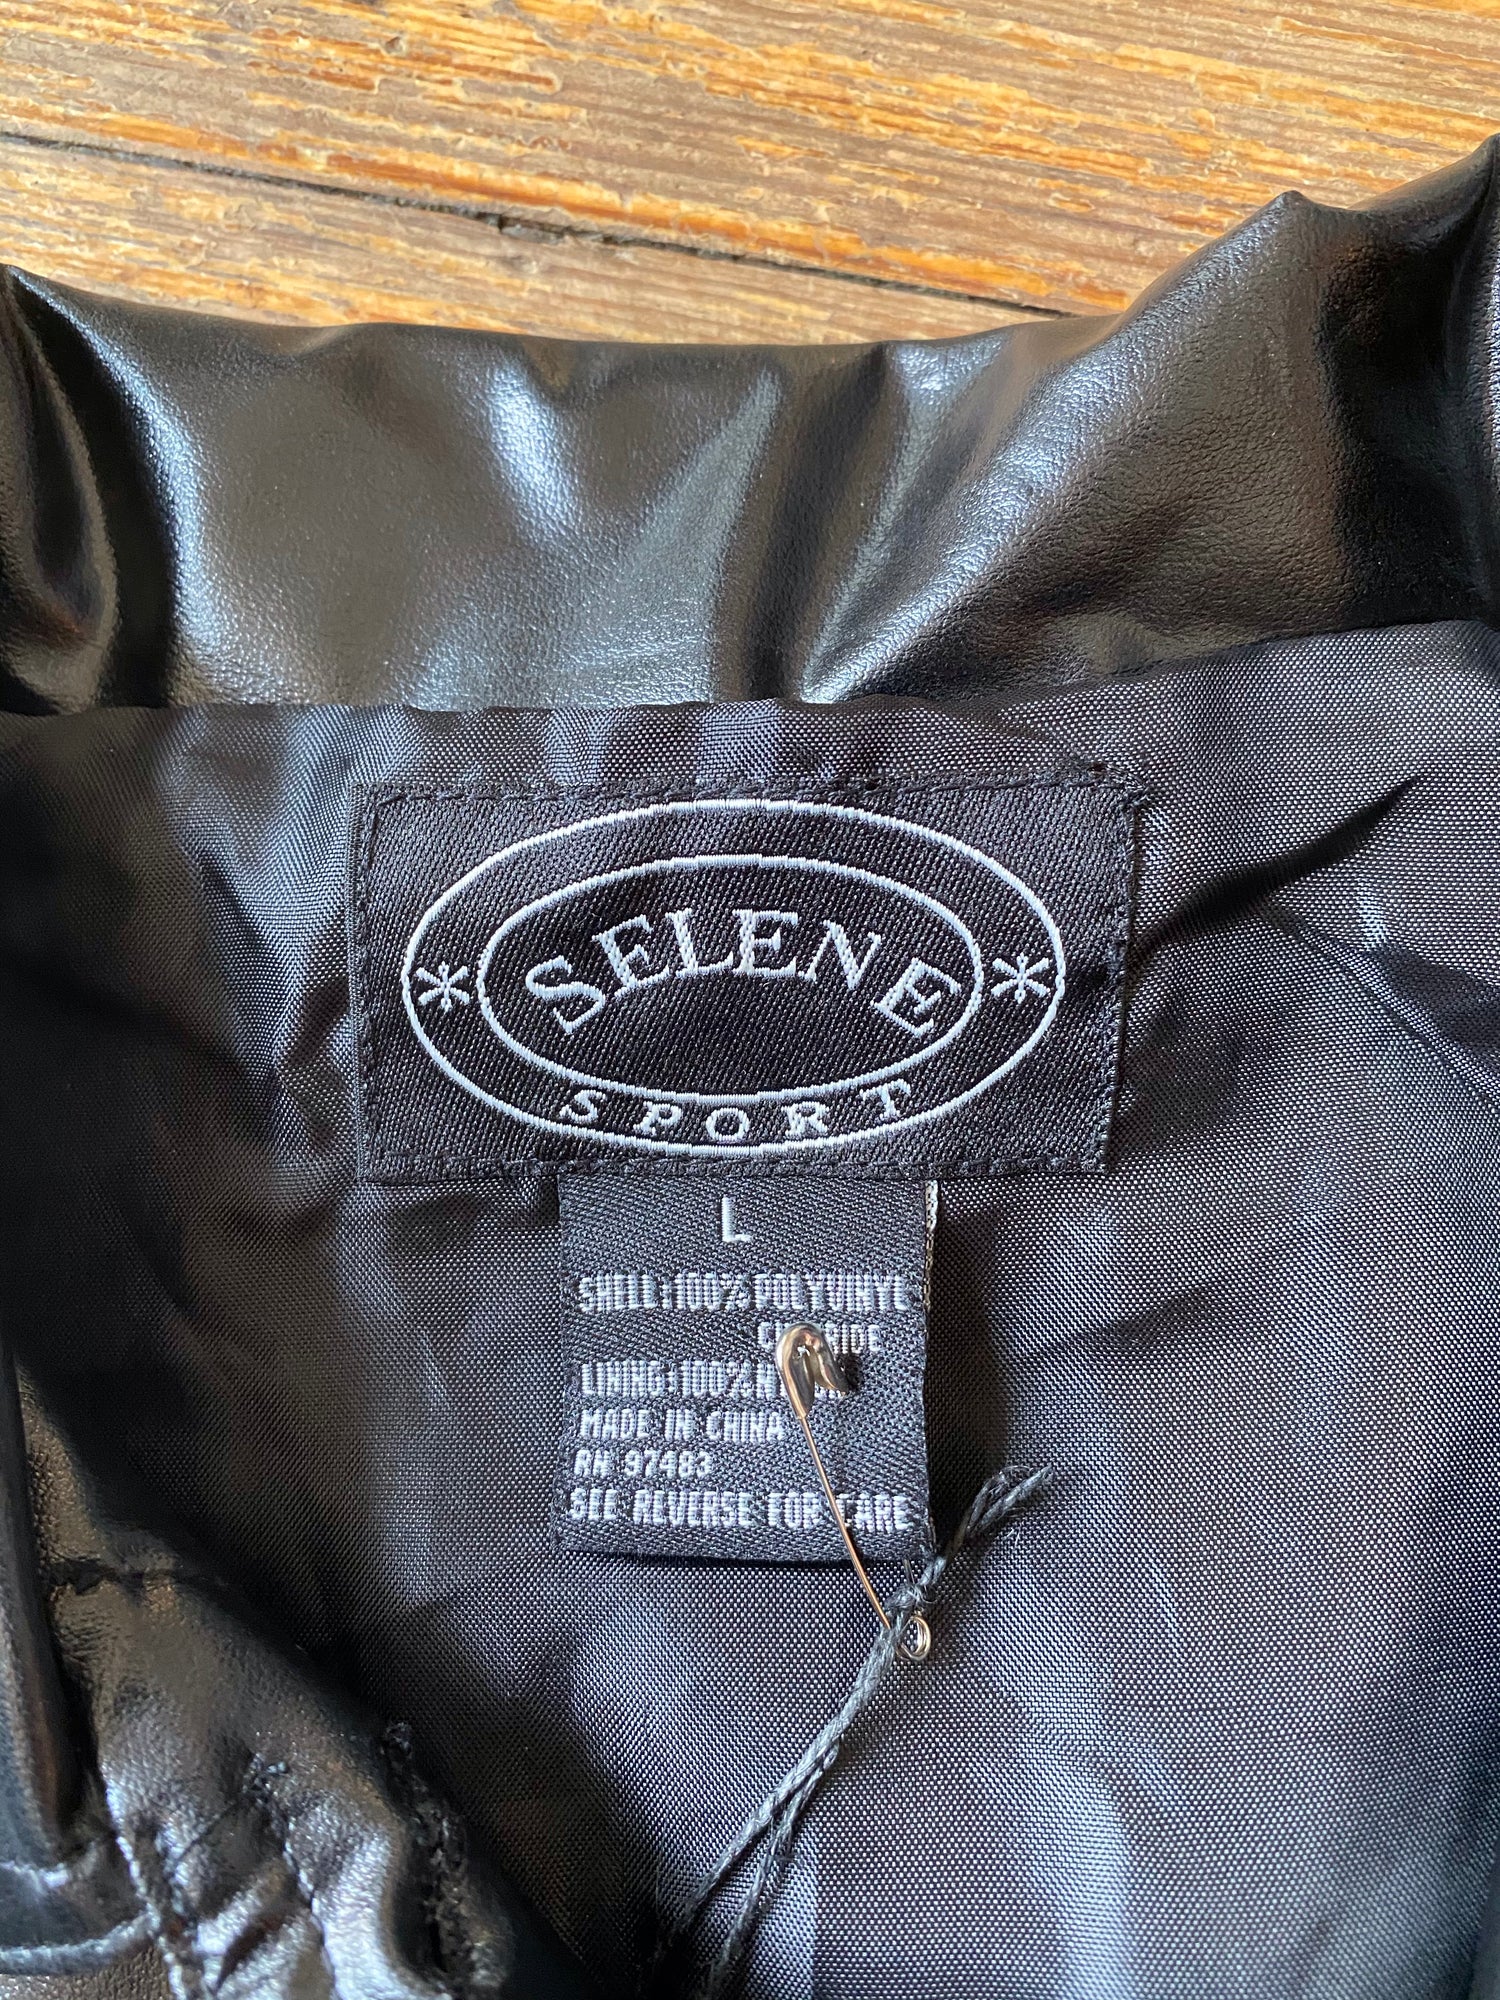 SELENE
SPORT
L
SHELL:100%POLYVINYL
LINING:100%
MADE IN CHINA
RN 97483
SEE REVERSE FOR CARE